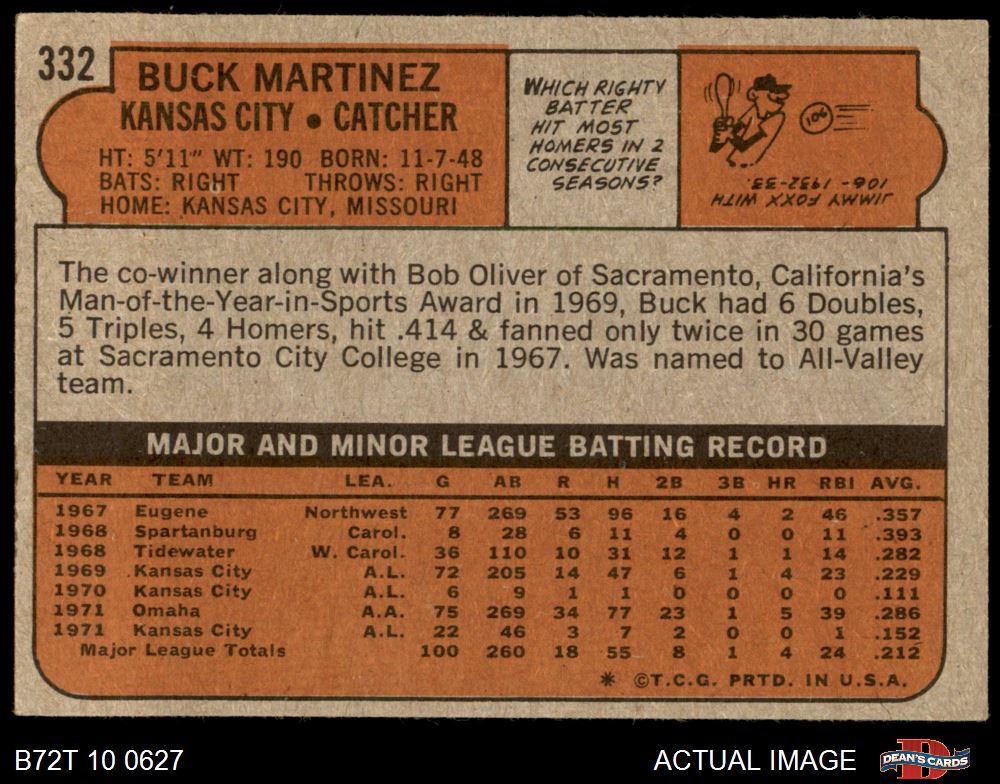 332
BUCK MARTINEZ
KANSAS CITY • CATCHER
HT: 5'11" WT: 190 BORN: 11-7-48
BATS: RIGHT THROWS: RIGHT
HOME: KANSAS CITY, MISSOURI
WHICH RIGHTY
BATTER
HIT MOST
HOMERS IN 2
CONSECUTIVE
SEASONS?
106
JIMMY FOXX WITH
106 - 1932-33.
The co-winner along with Bob Oliver of Sacramento, California's
Man-of-the-Year-in-Sports Award in 1969, Buck had 6 Doubles,
5 Triples, 4 Homers, hit .414 & fanned only twice in 30 games
at Sacramento City College in 1967. Was named to All-Valley
team.
MAJOR AND MINOR LEAGUE BATTING RECORD
YEAR TEAM LEA. G AB R H 2B 3B HR RBI AVG.
1967 Eugene Northwest 77 269 53 96 16 4 2 46 .357
1968 Spartanburg Carol. 8 28 6 11 4 0 0 11 .393
1968 Tidewater W. Carol. 36 110 10 31 12 1 1 14 .282
1969 Kansas City A.L. 72 205 14 47 6 1 4 23 .229
1970 Kansas City A.L. 6 9 1 1 0 0 0 0 .111
1971 Omaha A.A. 75 269 34 77 23 1 5 39 .286
1971 Kansas City A.L. 22 46 3 7 2 0 0 1 .152
Major League Totals 100 260 18 55 8 1 4 24 .212
* ©T.C.G. PRTD. IN U.S.A.
B72T 10 0627
ACTUAL IMAGE
DEAN'S CARDS